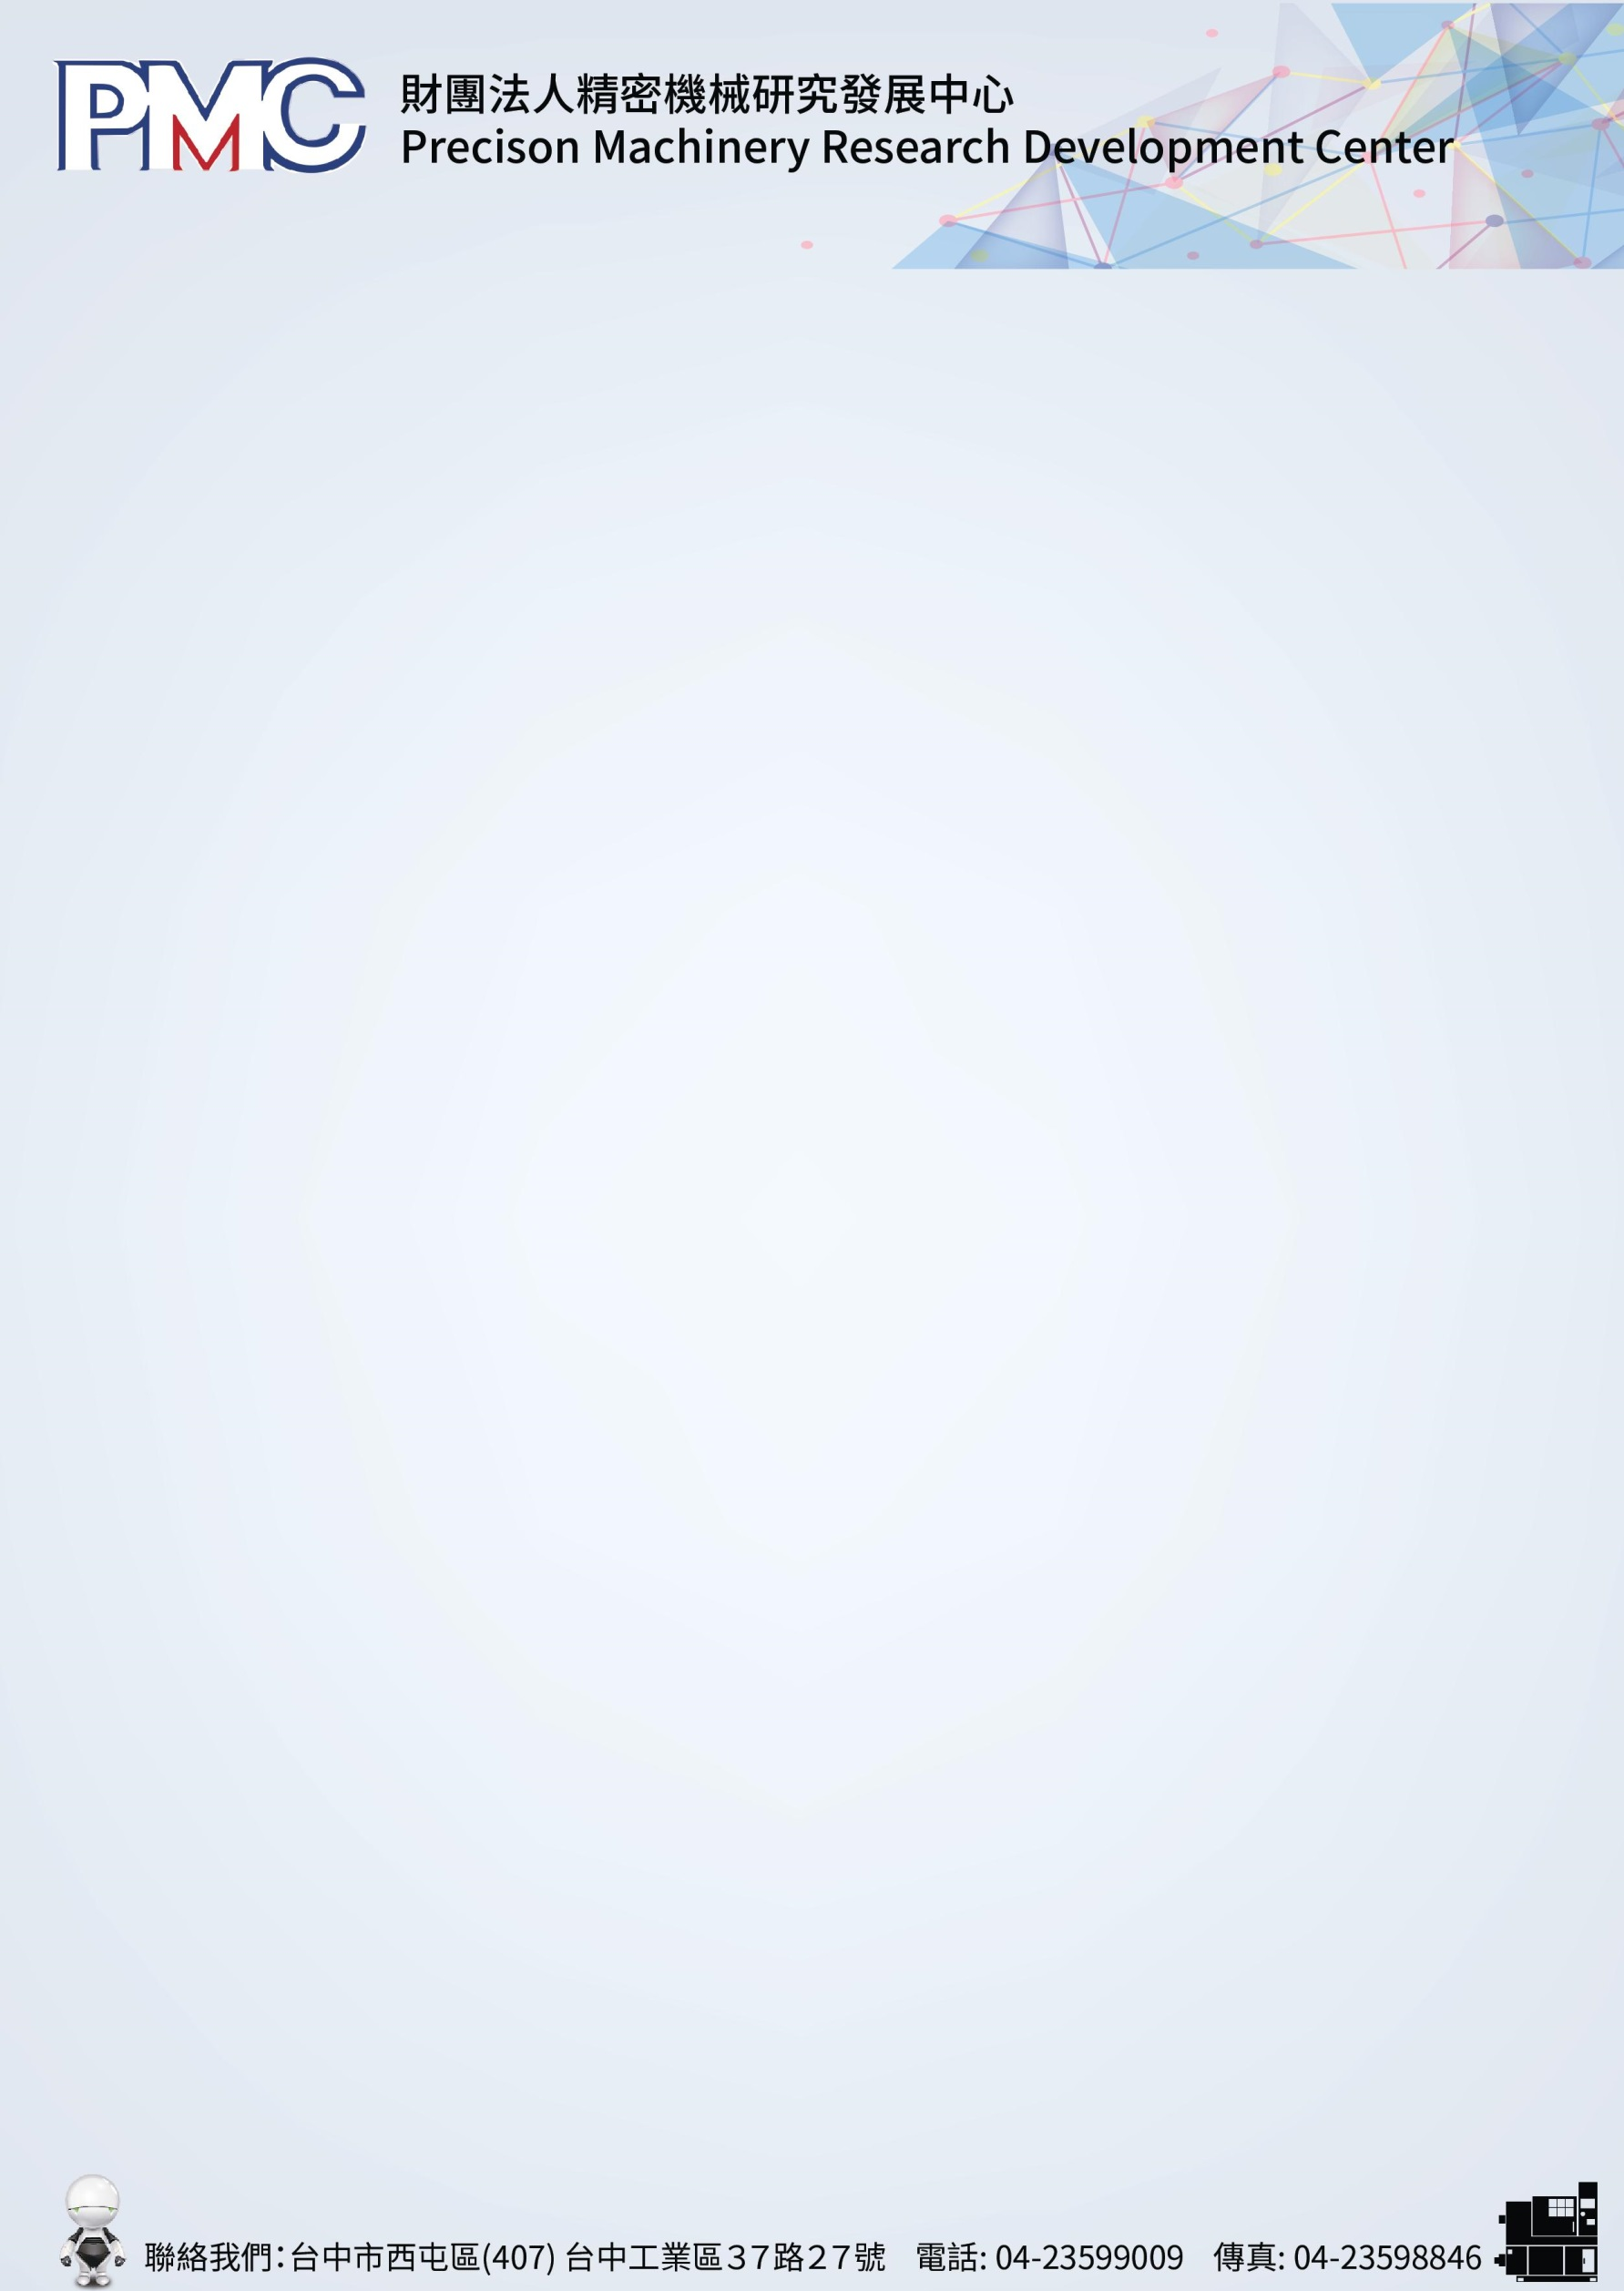 PMC
財團法人精密機械研究發展中心
Precison Machinery Research Development Center
聯絡我們：台中市西屯區(407) 台中工業區３７路２７號　電話: 04-23599009　傳真: 04-23598846